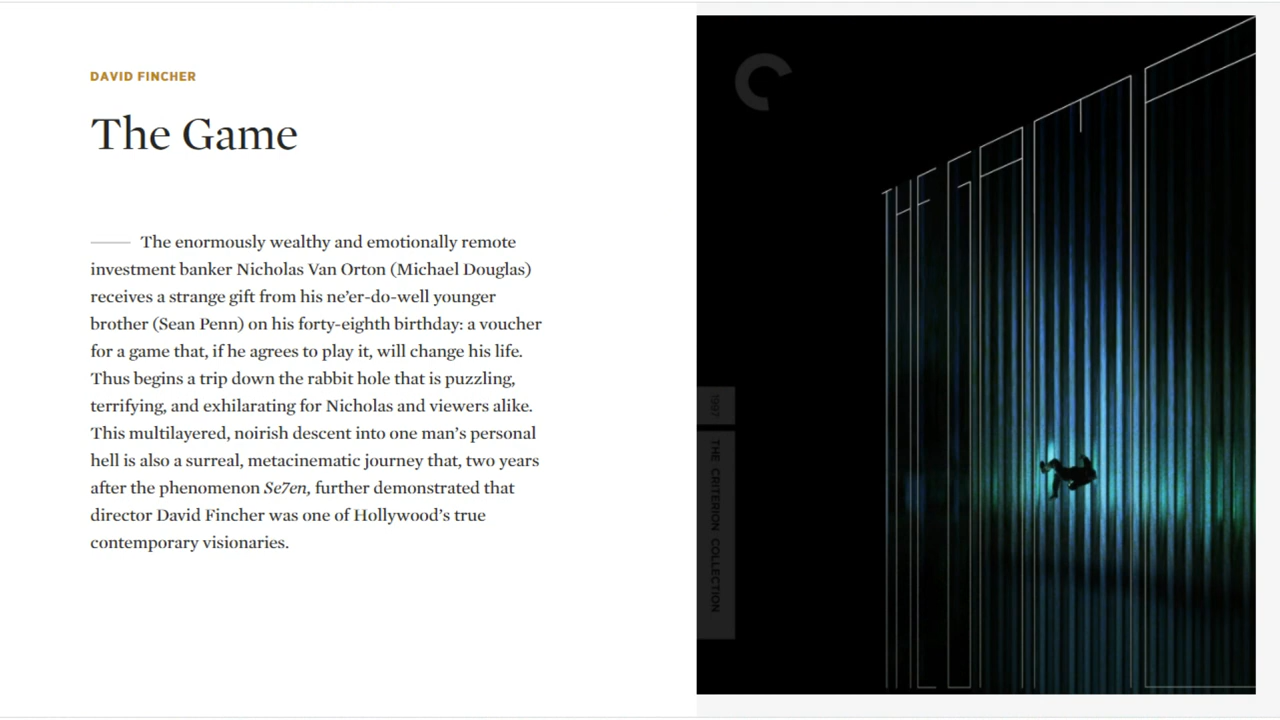 DAVID FINCHER
The Game
The enormously wealthy and emotionally remote
investment banker Nicholas Van Orton (Michael Douglas)
receives a strange gift from his ne’er-do-well younger
brother (Sean Penn) on his forty-eighth birthday: a voucher
for a game that, if he agrees to play it, will change his life.
Thus begins a trip down the rabbit hole that is puzzling,
terrifying, and exhilarating for Nicholas and viewers alike.
This multilayered, noirish descent into one man’s personal
hell is also a surreal, metacinematic journey that, two years
after the phenomenon Se7en, further demonstrated that
director David Fincher was one of Hollywood’s true
contemporary visionaries.
1997
THE CRITERION COLLECTION